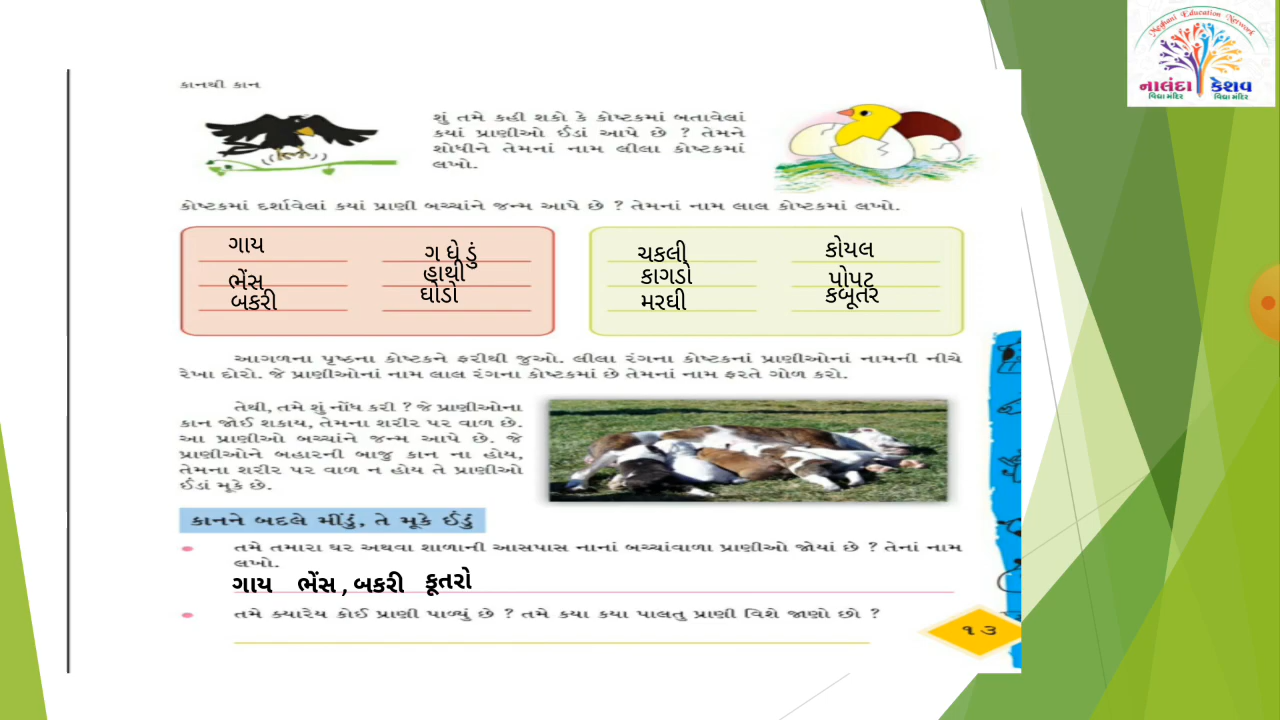 Meghani Education Network
નાલંદા કેશવ
વિદ્યા મંદિર વિદ્યા મંદિર
કાનથી કાન
શું તમે કહી શકો કે કોષ્ટકમાં બતાવેલાં
કયાં પ્રાણીઓ ઈંડાં આપે છે ? તેમને
શોધીને તેમનાં નામ લીલા કોષ્ટકમાં
લખો.
કોષ્ટકમાં દર્શાવેલાં કયાં પ્રાણી બચ્ચાંને જન્મ આપે છે ? તેમનાં નામ લાલ કોષ્ટકમાં લખો.
ગાય ગ ધે ડું ચકલી કોયલ
ભેંસ હાથી કાગડો પોપટ
બકરી ઘોડો મરઘી કબૂતર
આગળના પૃષ્ઠના કોષ્ટકને ફરીથી જુઓ. લીલા રંગના કોષ્ટકનાં પ્રાણીઓનાં નામની નીચે
રેખા દોરો. જે પ્રાણીઓનાં નામ લાલ રંગના કોષ્ટકમાં છે તેમનાં નામ ફરતે ગોળ કરો.
તેથી, તમે શું નોંધ કરી ? જે પ્રાણીઓના
કાન જોઈ શકાય, તેમના શરીર પર વાળ છે.
આ પ્રાણીઓ બચ્ચાંને જન્મ આપે છે. જે
પ્રાણીઓને બહારની બાજુ કાન ના હોય,
તેમના શરીર પર વાળ ન હોય તે પ્રાણીઓ
ઈંડાં મૂકે છે.
કાનને બદલે મીંડું, તે મૂકે ઈંડું
તમે તમારા ઘર અથવા શાળાની આસપાસ નાનાં બચ્ચાંવાળા પ્રાણીઓ જોયાં છે ? તેનાં નામ
લખો.
ગાય ભેંસ , બકરી કૂતરો
તમે ક્યારેય કોઈ પ્રાણી પાળ્યું છે ? તમે કયા કયા પાલતુ પ્રાણી વિશે જાણો છો ?
૧૩